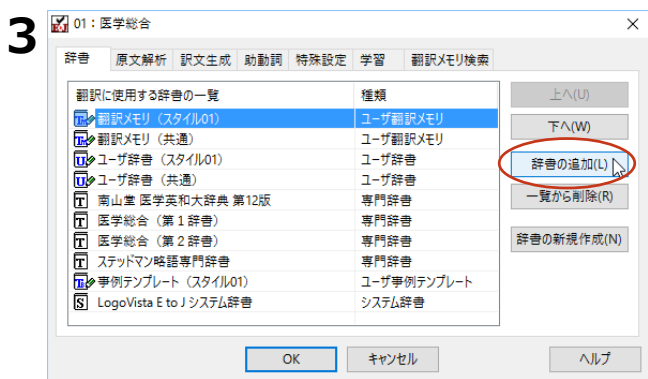 3
01：医学総合
辞書 原文解析 訳文生成 助動詞 特殊設定 学習 翻訳メモリ検索
翻訳に使用する辞書の一覧 種類
翻訳メモリ（スタイル01） ユーザ翻訳メモリ
翻訳メモリ（共通） ユーザ翻訳メモリ
ユーザ辞書（スタイル01） ユーザ辞書
ユーザ辞書（共通） ユーザ辞書
南山堂 医学英和大辞典 第12版 専門辞書
医学総合（第１辞書） 専門辞書
医学総合（第２辞書） 専門辞書
ステッドマン略語専門辞書 専門辞書
事例テンプレート（スタイル01） ユーザ事例テンプレート
LogoVista E to J システム辞書 システム辞書
上へ(U)
下へ(W)
辞書の追加(L)
一覧から削除(R)
辞書の新規作成(N)
OK キャンセル ヘルプ